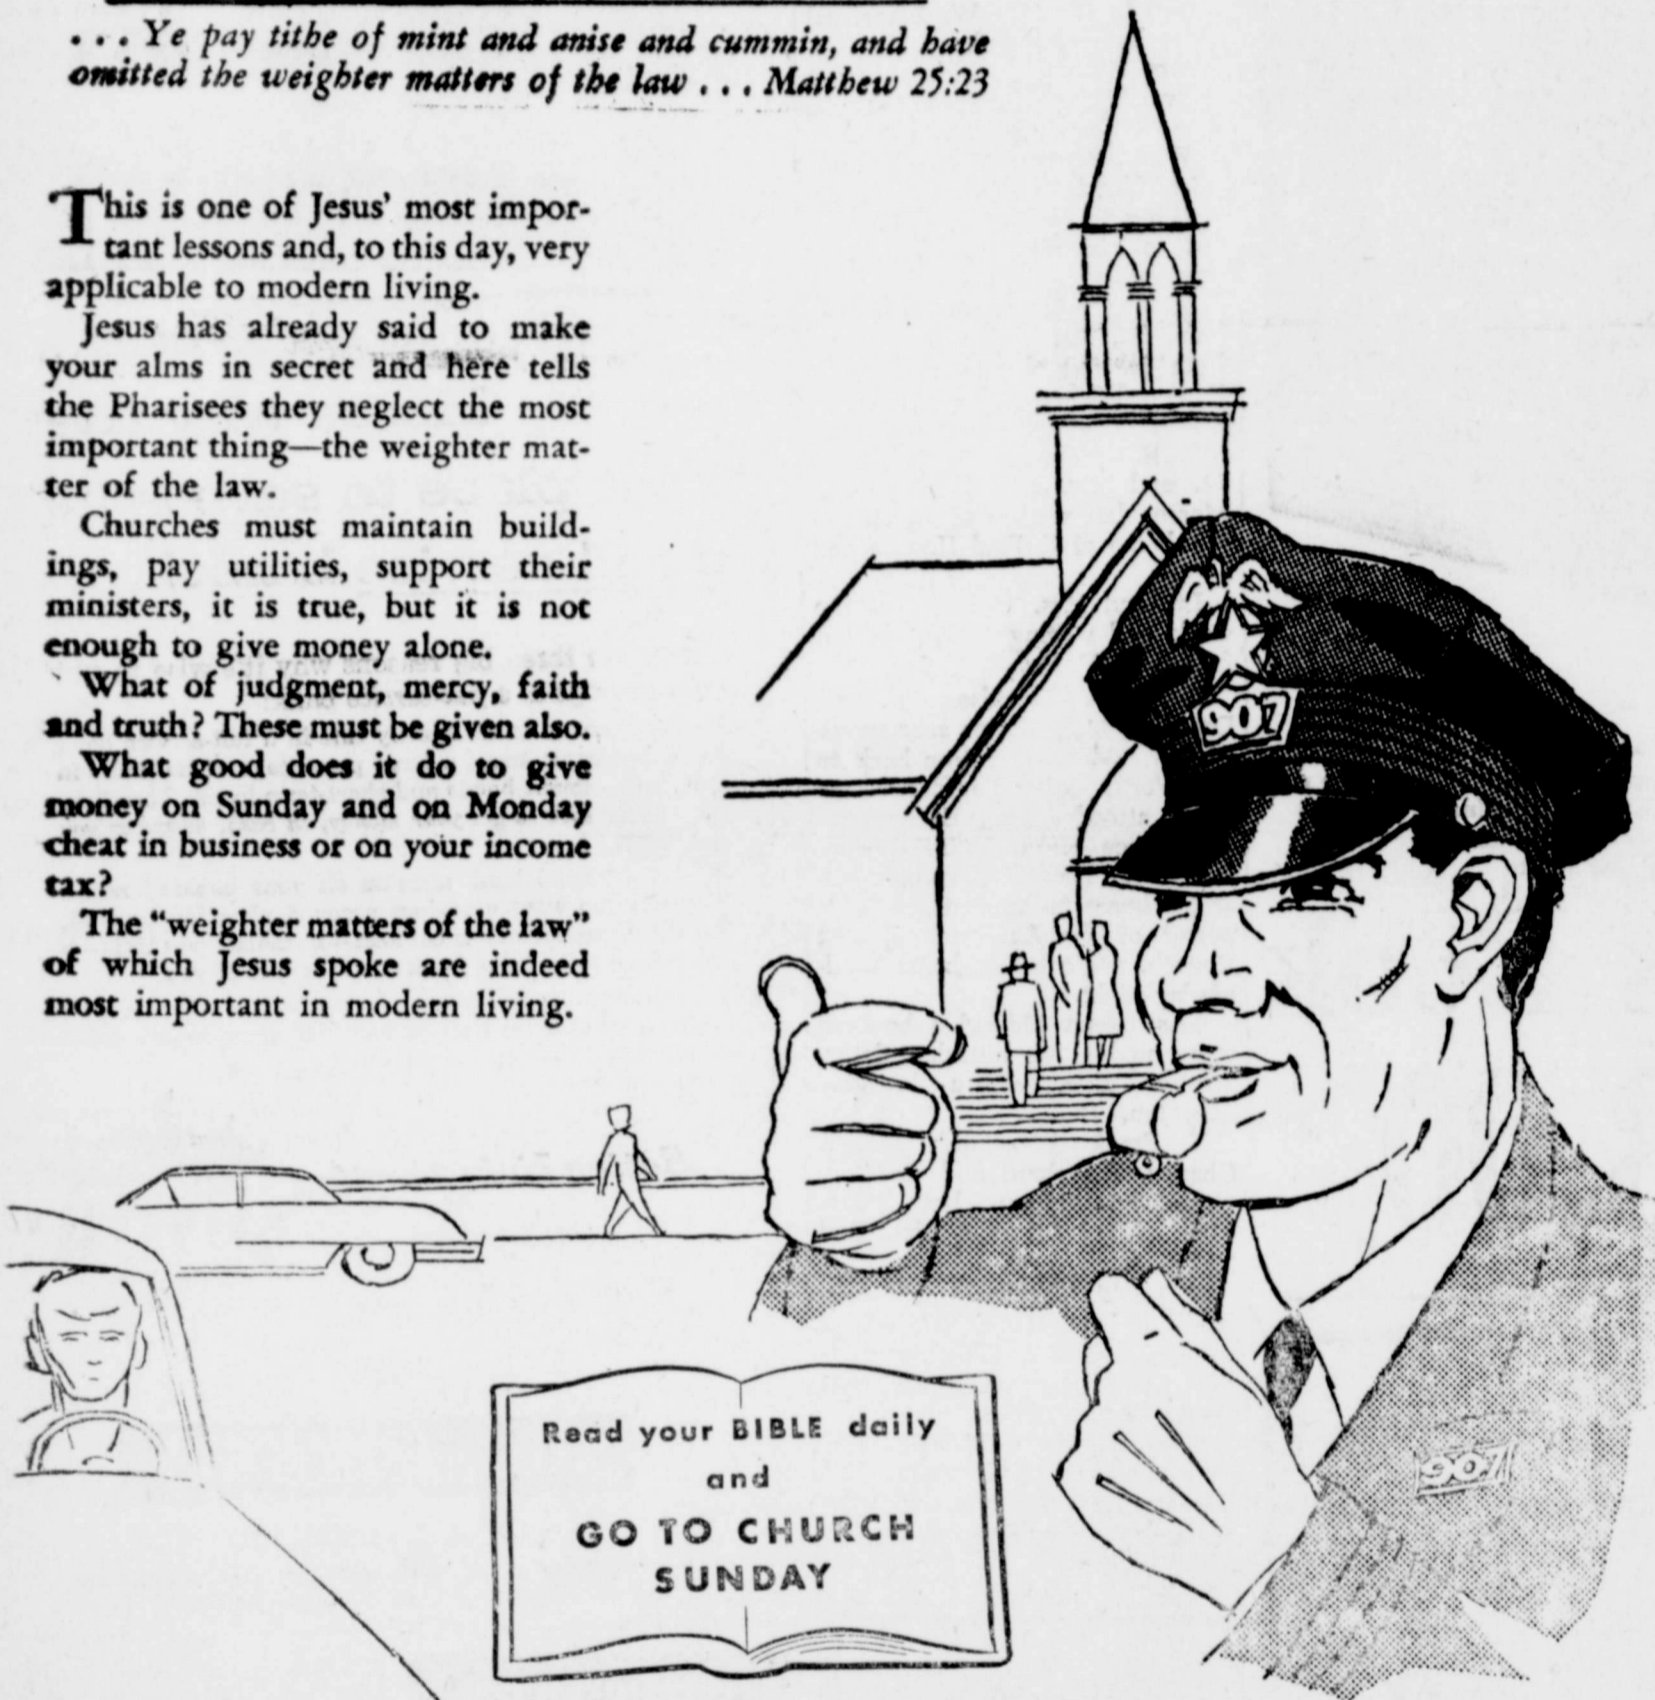 . . . Ye pay tithe of mint and anise and cummin, and have
omitted the weighter matters of the law . . . Matthew 25:23
This is one of Jesus' most impor-
tant lessons and, to this day, very
applicable to modern living.
Jesus has already said to make
your alms in secret and here tells
the Pharisees they neglect the most
important thing—the weighter mat-
ter of the law.
Churches must maintain build-
ings, pay utilities, support their
ministers, it is true, but it is not
enough to give money alone.
What of judgment, mercy, faith
and truth? These must be given also.
What good does it do to give
money on Sunday and on Monday
cheat in business or on your income
tax?
The "weighter matters of the law"
of which Jesus spoke are indeed
most important in modern living.
907
Read your BIBLE daily
and
GO TO CHURCH
SUNDAY
907